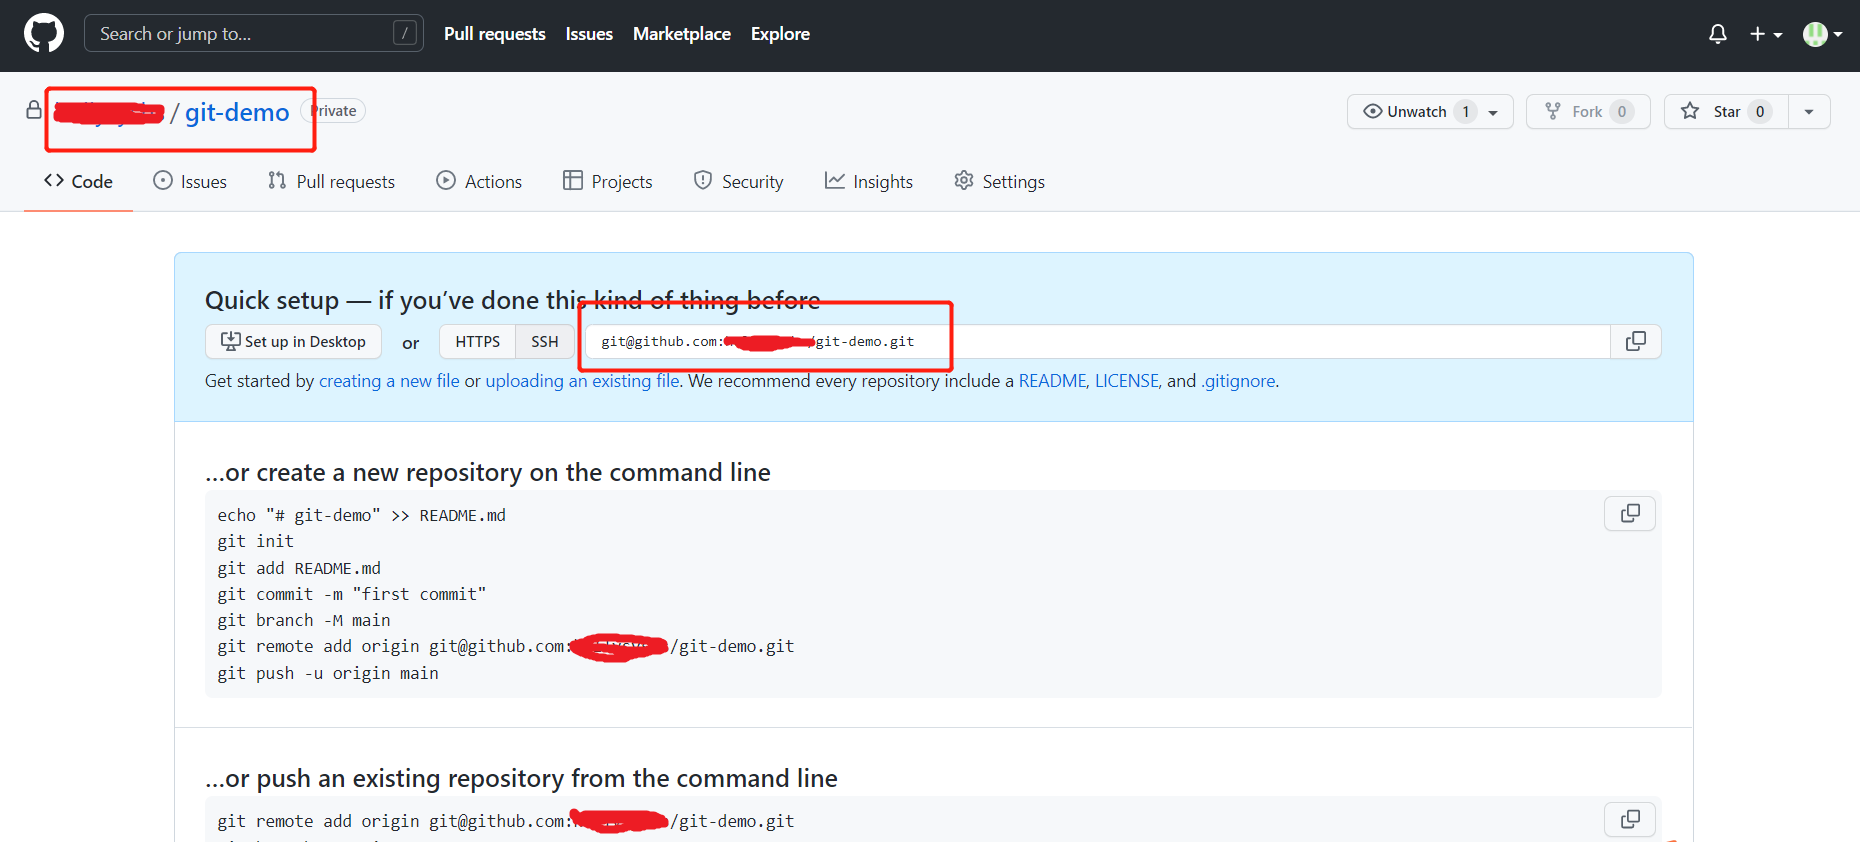 Search or jump to... /
Pull requests Issues Marketplace Explore
/ git-demo Private
Unwatch 1 Fork 0 Star 0
Code Issues Pull requests Actions Projects Security Insights Settings
Quick setup — if you’ve done this kind of thing before
Set up in Desktop or HTTPS SSH git@github.com: /git-demo.git
Get started by creating a new file or uploading an existing file. We recommend every repository include a README, LICENSE, and .gitignore.
…or create a new repository on the command line
echo "# git-demo" >> README.md
git init
git add README.md
git commit -m "first commit"
git branch -M main
git remote add origin git@github.com: /git-demo.git
git push -u origin main
…or push an existing repository from the command line
git remote add origin git@github.com: /git-demo.git